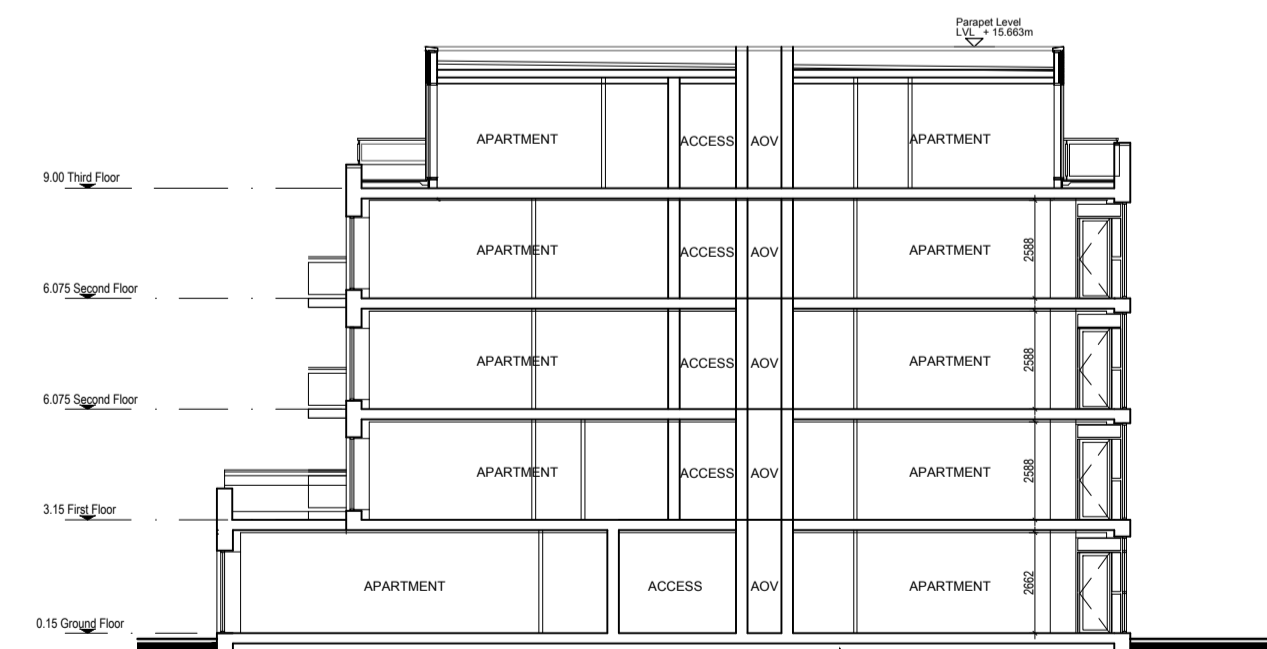 Parapet Level
LVL + 15.663m
APARTMENT ACCESS AOV APARTMENT
9.00 Third Floor
APARTMENT ACCESS AOV APARTMENT 2588
6.075 Second Floor
APARTMENT ACCESS AOV APARTMENT 2588
6.075 Second Floor
APARTMENT ACCESS AOV APARTMENT 2588
3.15 First Floor
APARTMENT ACCESS AOV APARTMENT 2662
0.15 Ground Floor